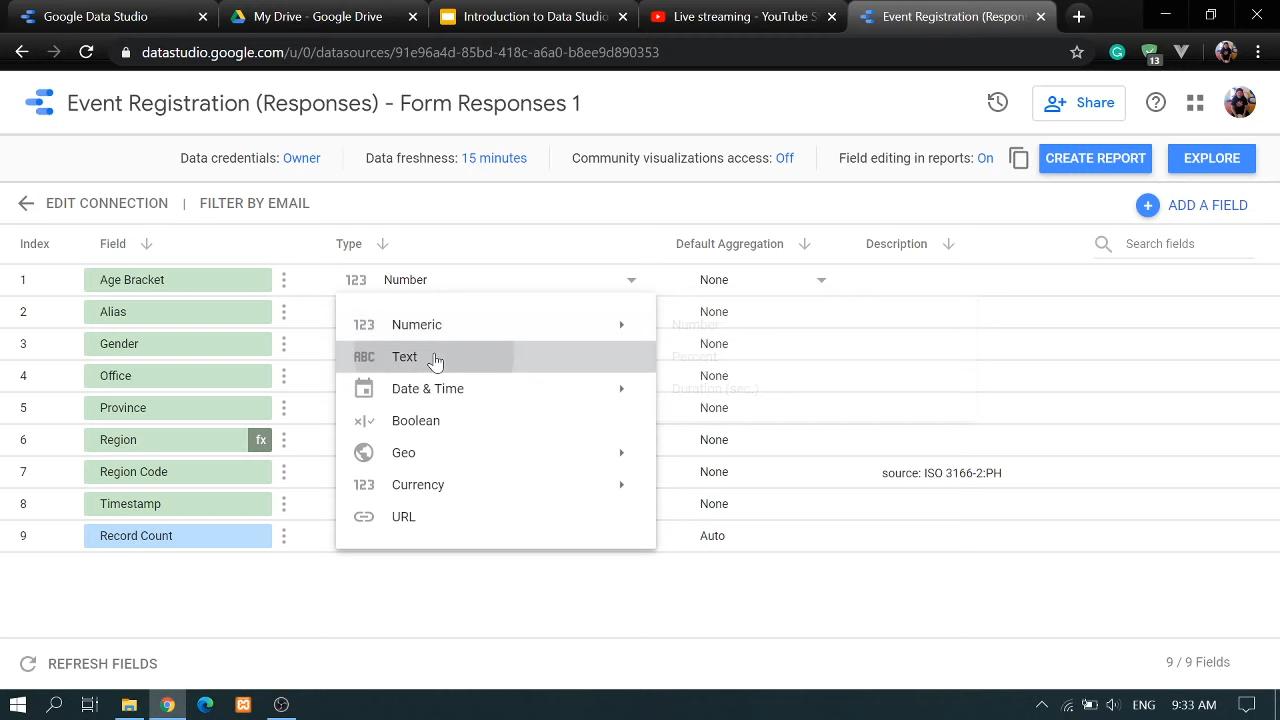 Google Data Studio
My Drive - Google Drive
Introduction to Data Studio
Live streaming - YouTube S
Event Registration (Respon
datastudio.google.com/u/0/datasources/91e96a4d-85bd-418c-a6a0-b8ee9d890353
13
Event Registration (Responses) - Form Responses 1
Share
Data credentials: Owner
Data freshness: 15 minutes
Community visualizations access: Off
Field editing in reports: On
CREATE REPORT
EXPLORE
EDIT CONNECTION | FILTER BY EMAIL
ADD A FIELD
Index Field Type Default Aggregation Description Search fields
1 Age Bracket 123 Number None
2 Alias None
3 Gender None
4 Office None
5 Province None
6 Region fx None
7 Region Code None source: ISO 3166-2:PH
8 Timestamp None
9 Record Count Auto
123 Numeric
ABC Text
Date & Time
Boolean
Geo
123 Currency
URL
Number
Percent
Duration (sec.)
REFRESH FIELDS
9 / 9 Fields
ENG
9:33 AM